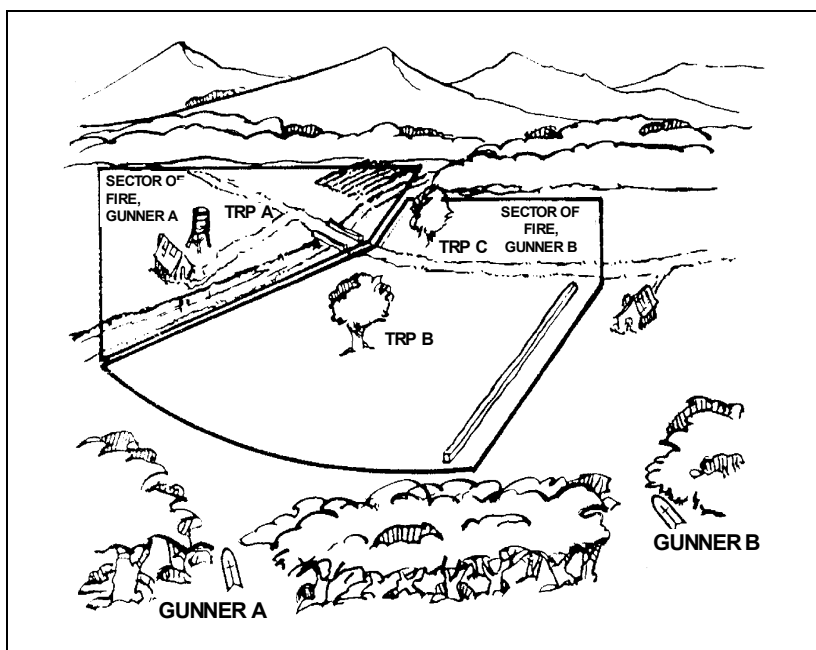 SECTOR OF
FIRE,
GUNNER A
TRP A
SECTOR OF
FIRE,
GUNNER B
TRP C
TRP B
GUNNER B
GUNNER A